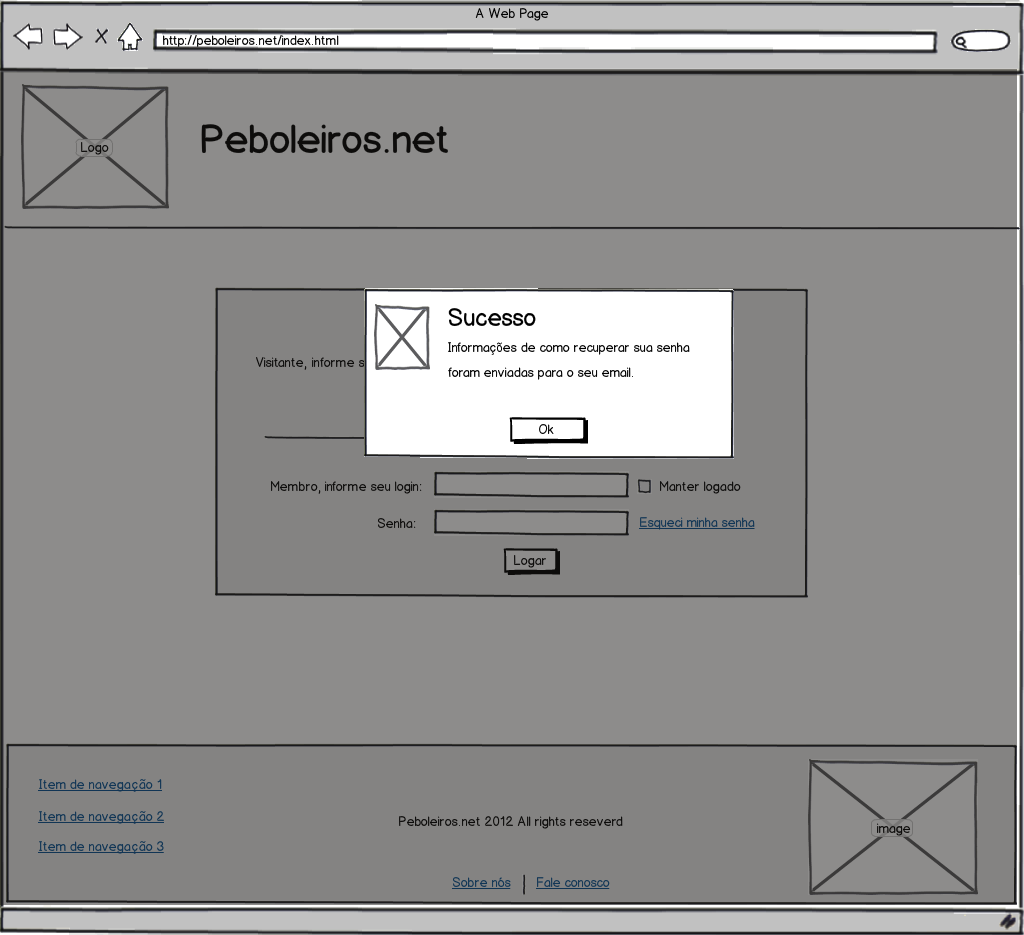 A Web Page
http://peboleiros.net/index.html
Logo
Peboleiros.net
Sucesso
Informações de como recuperar sua senha
foram enviadas para o seu email.
Ok
Visitante, informe s
Membro, informe seu login:
Manter logado
Senha:
Esqueci minha senha
Logar
Item de navegação 1
Item de navegação 2
Item de navegação 3
Peboleiros.net 2012 All rights reseverd
Sobre nós
Fale conosco
image